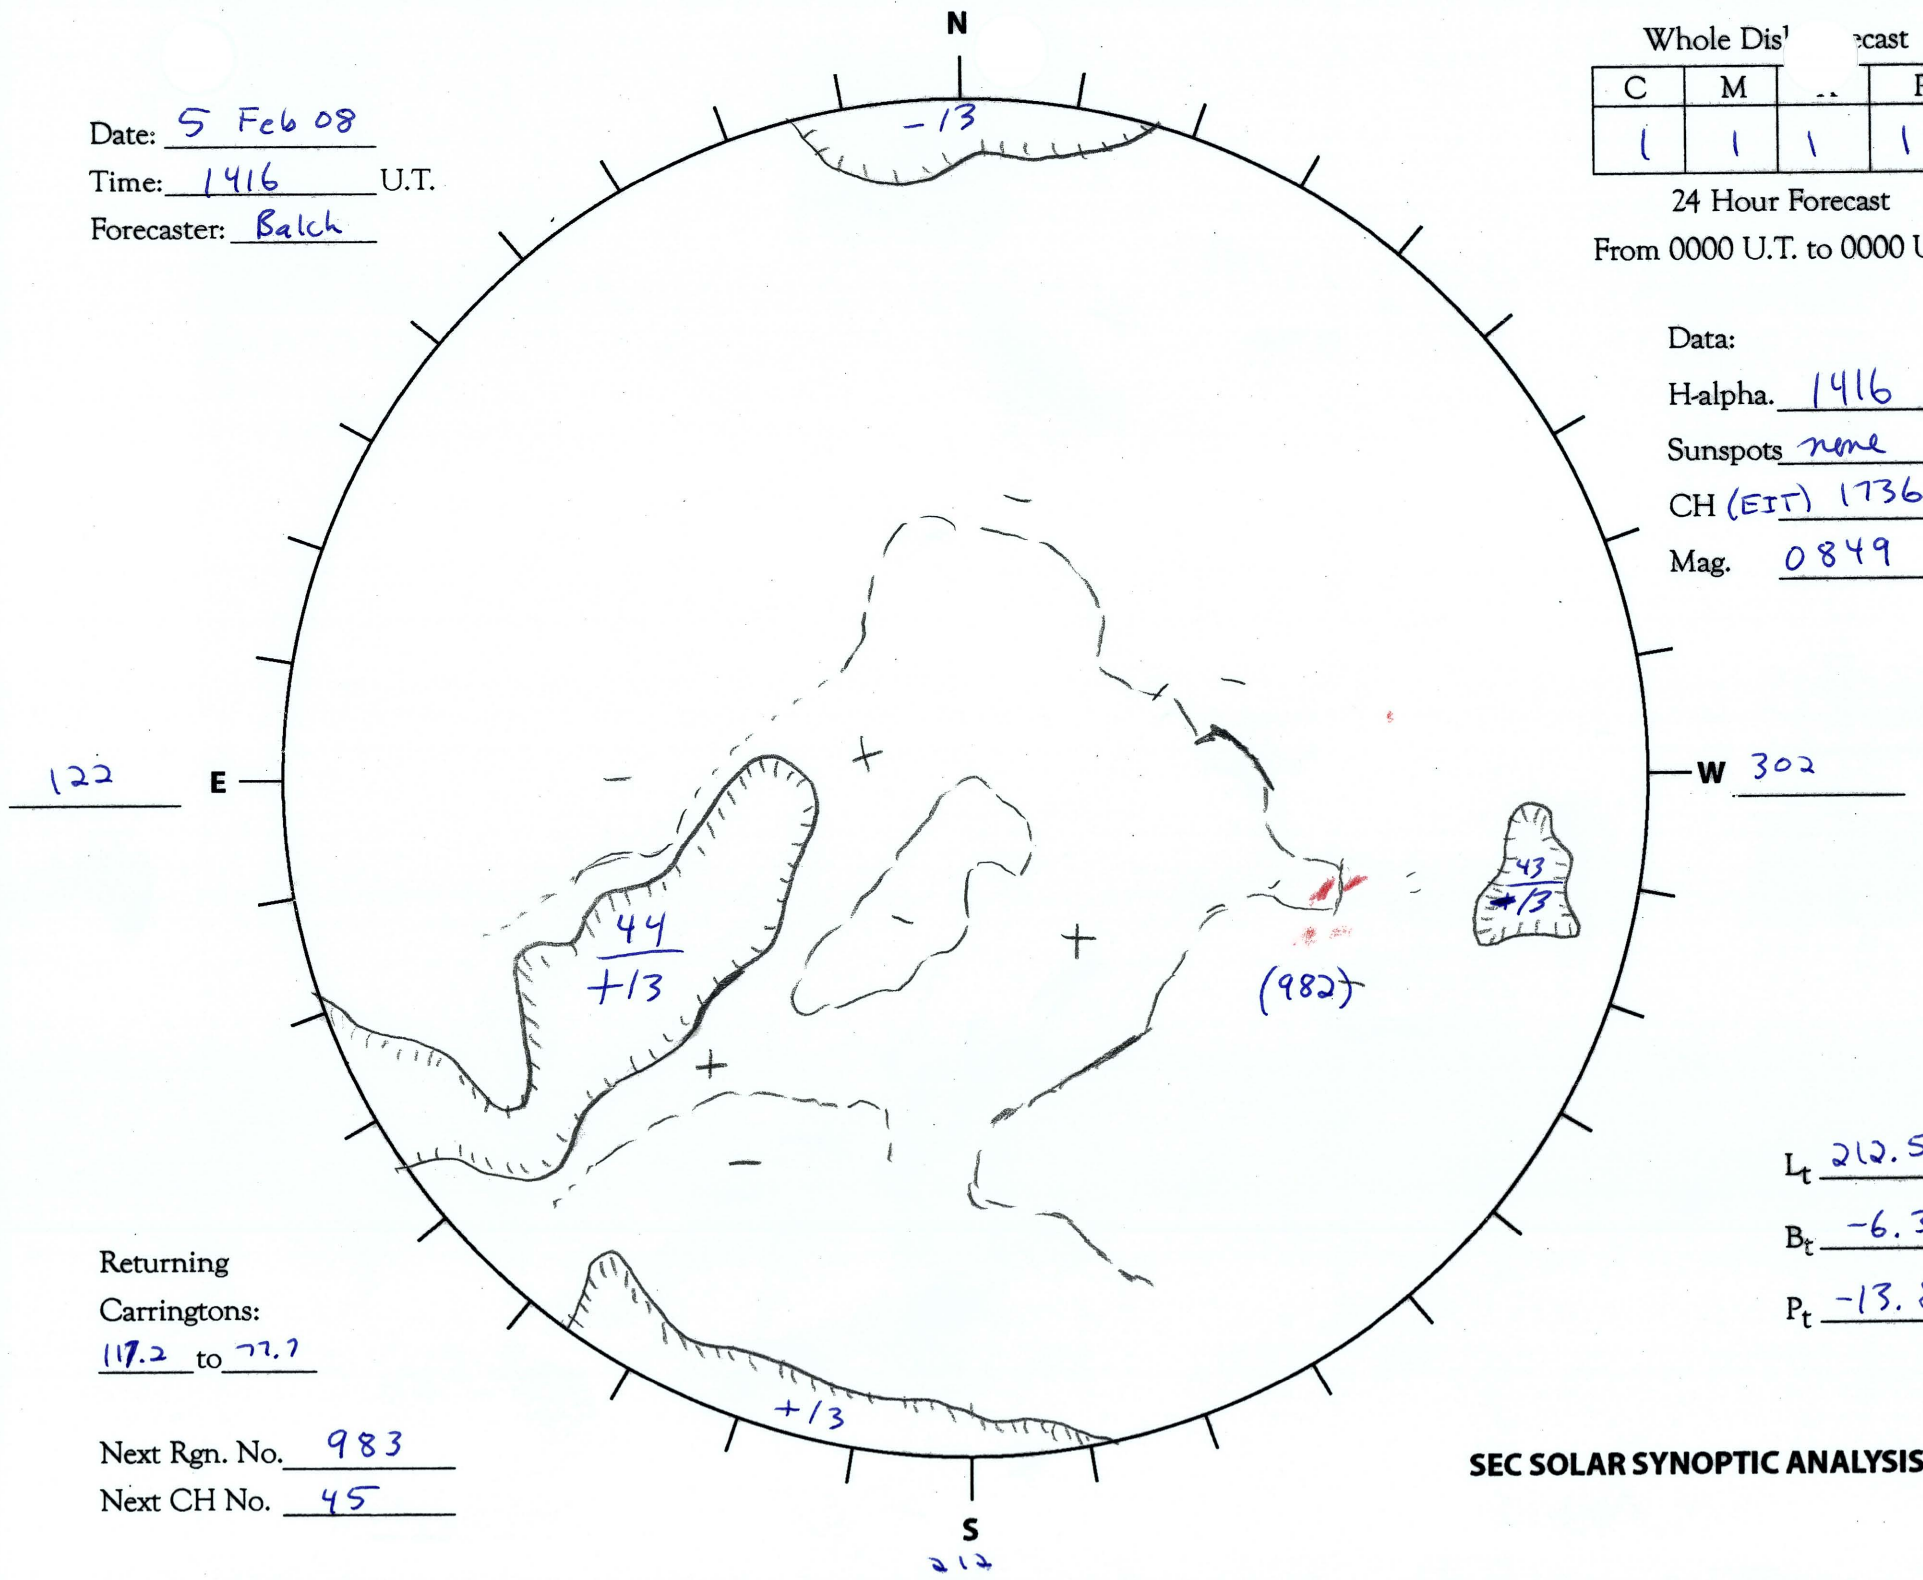 N
Whole Dis ecast
Date: 5 Feb 08
C M
1 1 1 1
Time: 1416 U.T.
Forecaster: Balch
24 Hour Forecast
From 0000 U.T. to 0000 U
-13
Data:
H-alpha. 1416
Sunspots none
CH (EIT) 1736
Mag. 0849
122 E
W 302
43
+13
44
+13
(982)
Lt 212.5
Bt -6.3
Pt -13.
Returning
Carringtons:
117.2 to 77.7
+13
Next Rgn. No. 983
Next CH No. 45
SEC SOLAR SYNOPTIC ANALYSIS
S
212